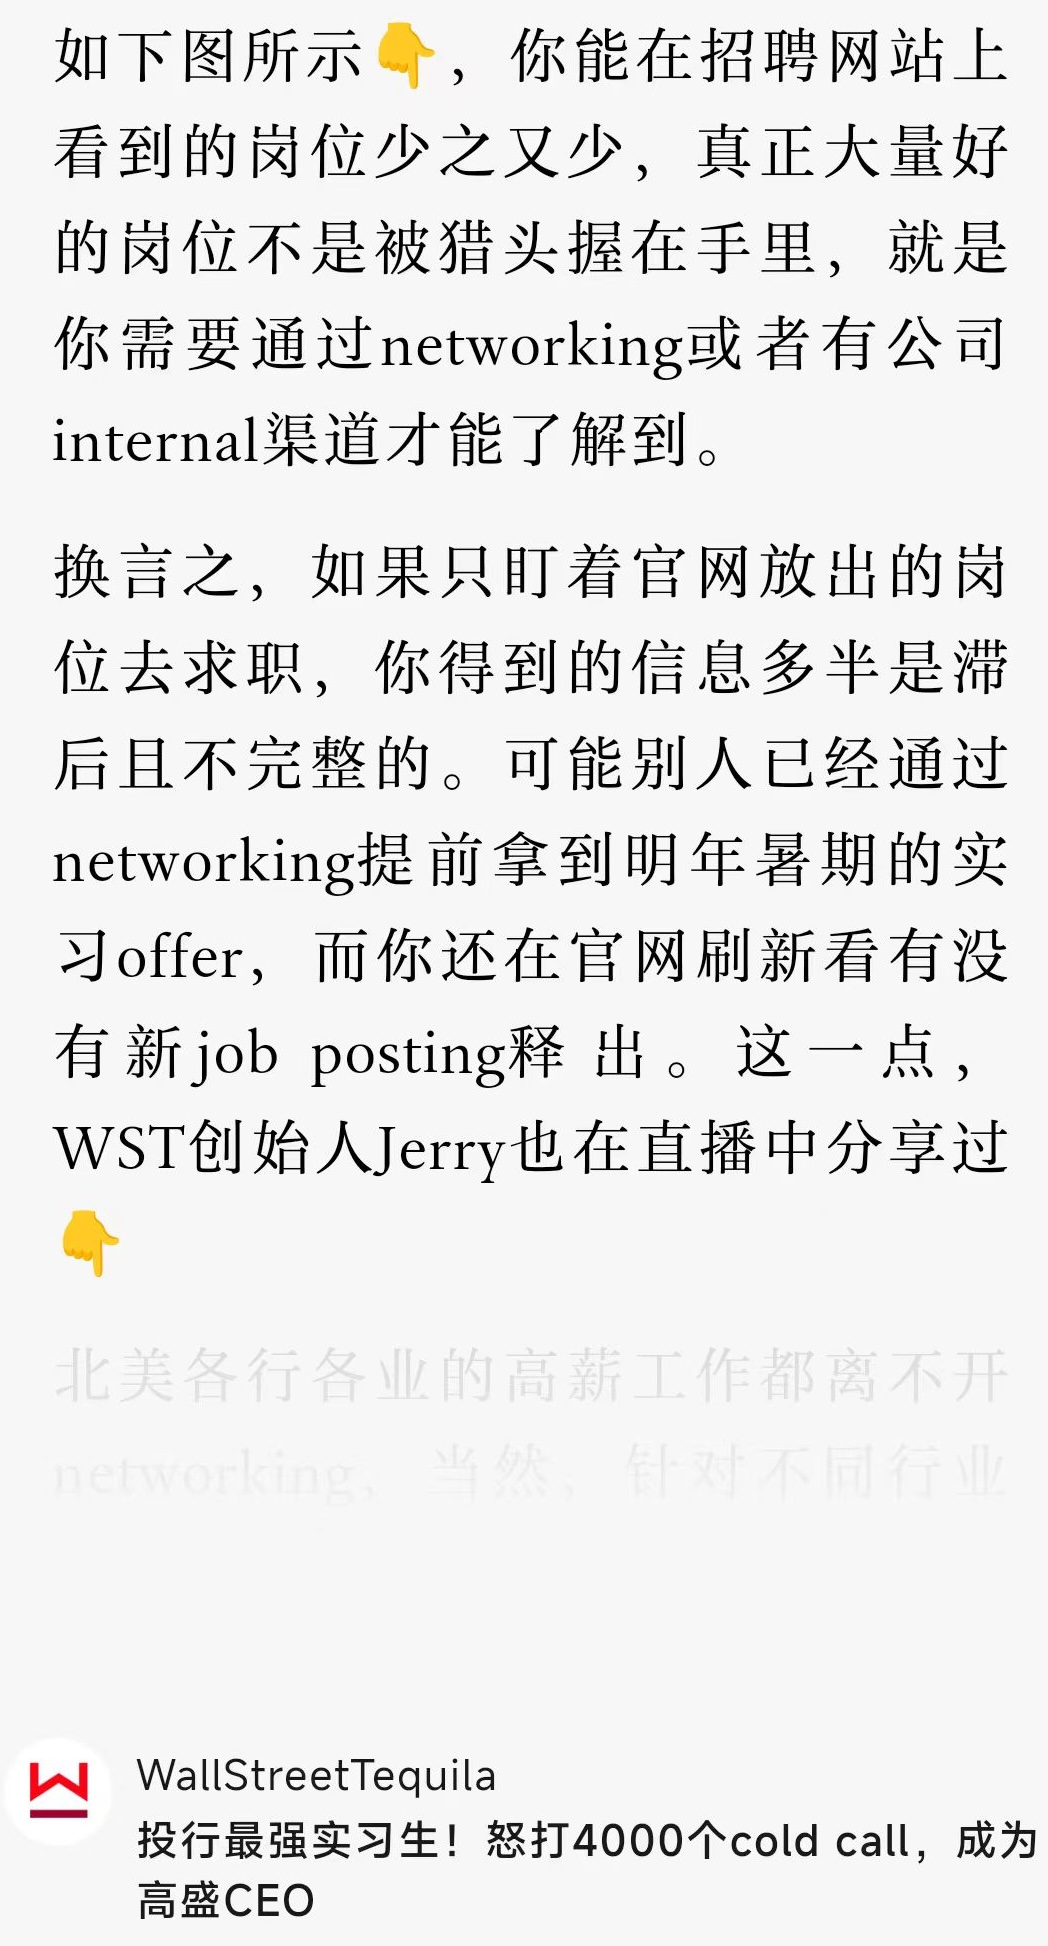 如下图所示👇，你能在招聘网站上
看到的岗位少之又少，真正大量好
的岗位不是被猎头握在手里，就是
你需要通过networking或者有公司
internal渠道才能了解到。
换言之，如果只盯着官网放出的岗
位去求职，你得到的信息多半是滞
后且不完整的。可能别人已经通过
networking提前拿到明年暑期的实
习offer，而你还在官网刷新看有没
有新job posting释出。这一点，
WST创始人Jerry也在直播中分享过
👇
北美各行各业的高薪工作都离不开
networking，当然，针对不同行业
WallStreetTequila
投行最强实习生！怒打4000个cold call，成为
高盛CEO